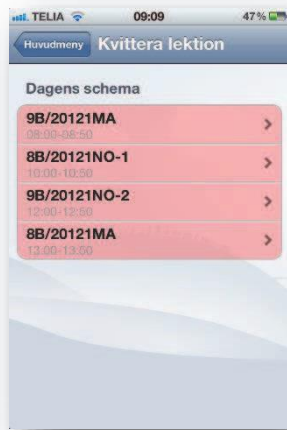 TELIA 09:09 47%
Huvudmeny Kvittera lektion
Dagens schema
9B/20121MA
08:00-08:50
8B/20121NO-1
10:00-10:50
9B/20121NO-2
12:00-12:50
8B/20121MA
13:00-13:50